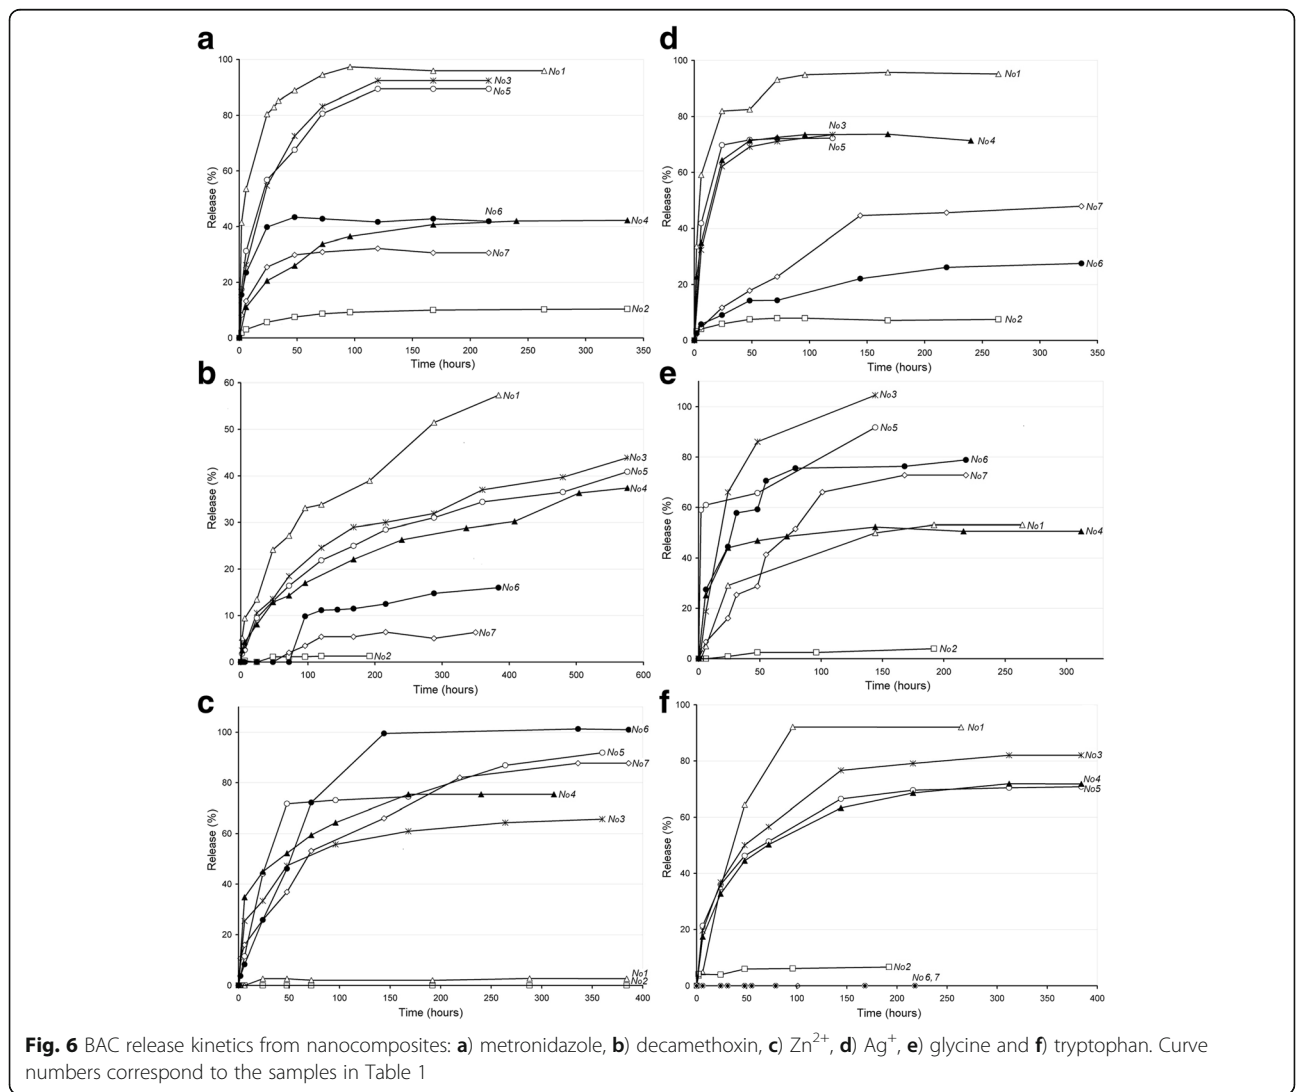 a
100
80
60
40
20
0
Release (%)
0 50 100 150 200 250 300 350
Time (hours)
No1
No3
No5
No6
No4
No7
No2
d
100
80
60
40
20
0
Release (%)
0 50 100 150 200 250 300 350
Time (hours)
No1
No3
No4
No5
No7
No6
No2
b
60
50
40
30
20
10
0
Release (%)
0 100 200 300 400 500 600
Time (hours)
No1
No3
No5
No4
No6
No7
No2
e
100
80
60
40
20
0
Release (%)
0 50 100 150 200 250 300
Time (hours)
No3
No5
No6
No7
No1
No4
No2
c
100
80
60
40
20
0
Release (%)
0 50 100 150 200 250 300 350 400
Time (hours)
No6
No5
No7
No4
No3
No1
No2
f
100
80
60
40
20
0
Release (%)
0 50 100 150 200 250 300 350 400
Time (hours)
No1
No3
No4
No5
No2
No6,7
Fig. 6 BAC release kinetics from nanocomposites: a) metronidazole, b) decamethoxin, c) Zn²⁺, d) Ag⁺, e) glycine and f) tryptophan. Curve
numbers correspond to the samples in Table 1